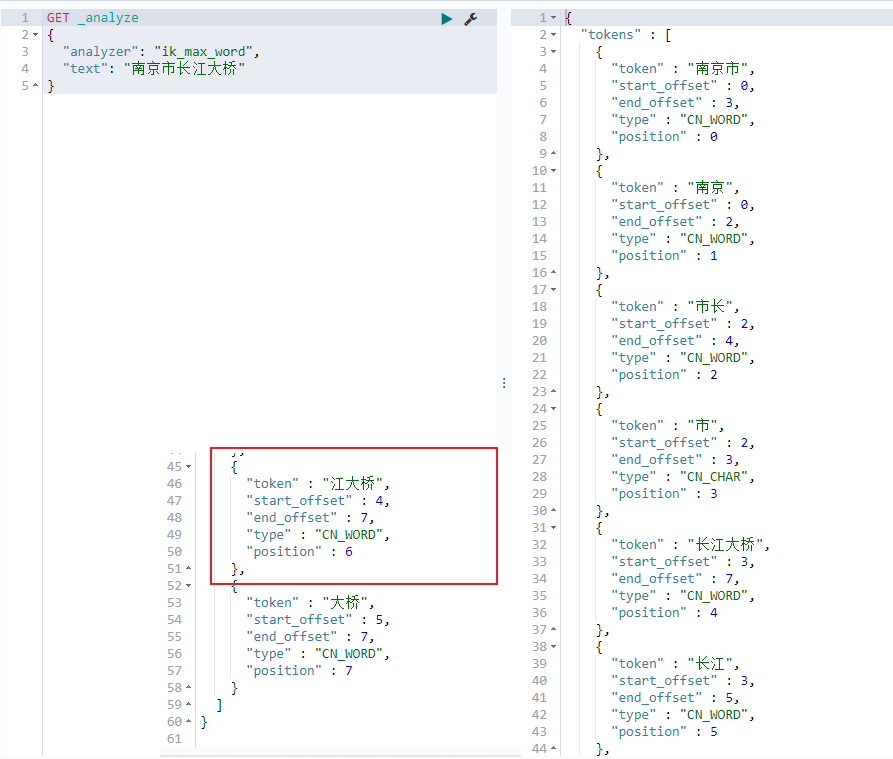 1 GET _analyze
2 {
3 "analyzer": "ik_max_word",
4 "text": "南京市长江大桥"
5 }
1 {
2 "tokens" : [
3 {
4 "token" : "南京市",
5 "start_offset" : 0,
6 "end_offset" : 3,
7 "type" : "CN_WORD",
8 "position" : 0
9 },
10 {
11 "token" : "南京",
12 "start_offset" : 0,
13 "end_offset" : 2,
14 "type" : "CN_WORD",
15 "position" : 1
16 },
17 {
18 "token" : "市长",
19 "start_offset" : 2,
20 "end_offset" : 4,
21 "type" : "CN_WORD",
22 "position" : 2
23 },
24 {
25 "token" : "市",
26 "start_offset" : 2,
27 "end_offset" : 3,
28 "type" : "CN_CHAR",
29 "position" : 3
30 },
31 {
32 "token" : "长江大桥",
33 "start_offset" : 3,
34 "end_offset" : 7,
35 "type" : "CN_WORD",
36 "position" : 4
37 },
38 {
39 "token" : "长江",
40 "start_offset" : 3,
41 "end_offset" : 5,
42 "type" : "CN_WORD",
43 "position" : 5
44 },
45 {
46 "token" : "江大桥",
47 "start_offset" : 4,
48 "end_offset" : 7,
49 "type" : "CN_WORD",
50 "position" : 6
51 },
52 {
53 "token" : "大桥",
54 "start_offset" : 5,
55 "end_offset" : 7,
56 "type" : "CN_WORD",
57 "position" : 7
58 }
59 ]
60 }
61